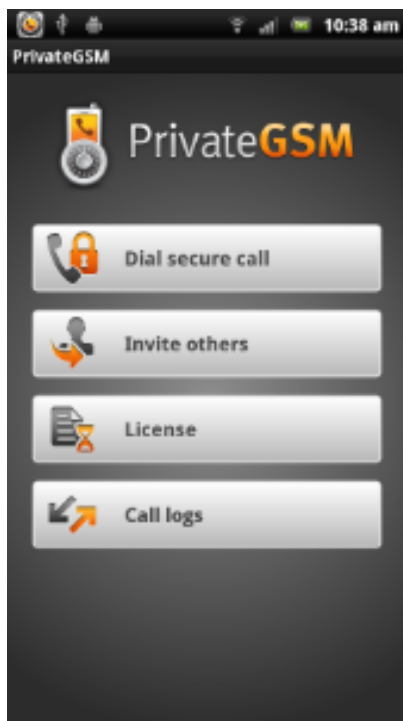 10:38 am
PrivateGSM
PrivateGSM
Dial secure call
Invite others
License
Call logs